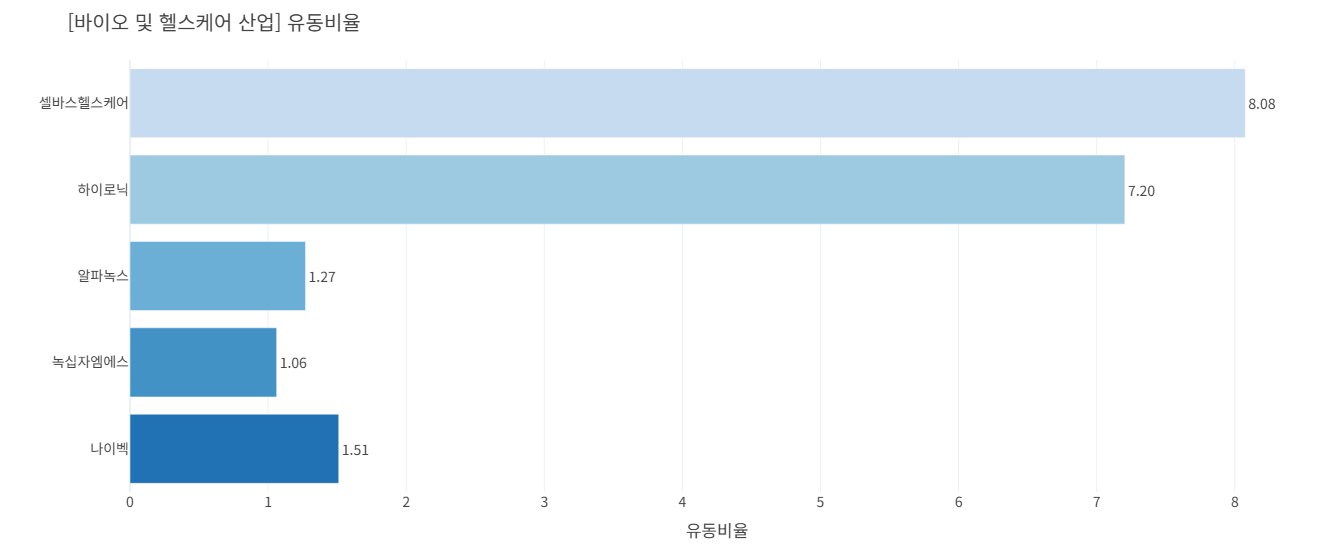 [바이오 및 헬스케어 산업] 유동비율
셀바스헬스케어
8.08
하이로닉
7.20
알파녹스
1.27
녹십자엠에스
1.06
나이벡
1.51
0 1 2 3 4 5 6 7 8
유동비율